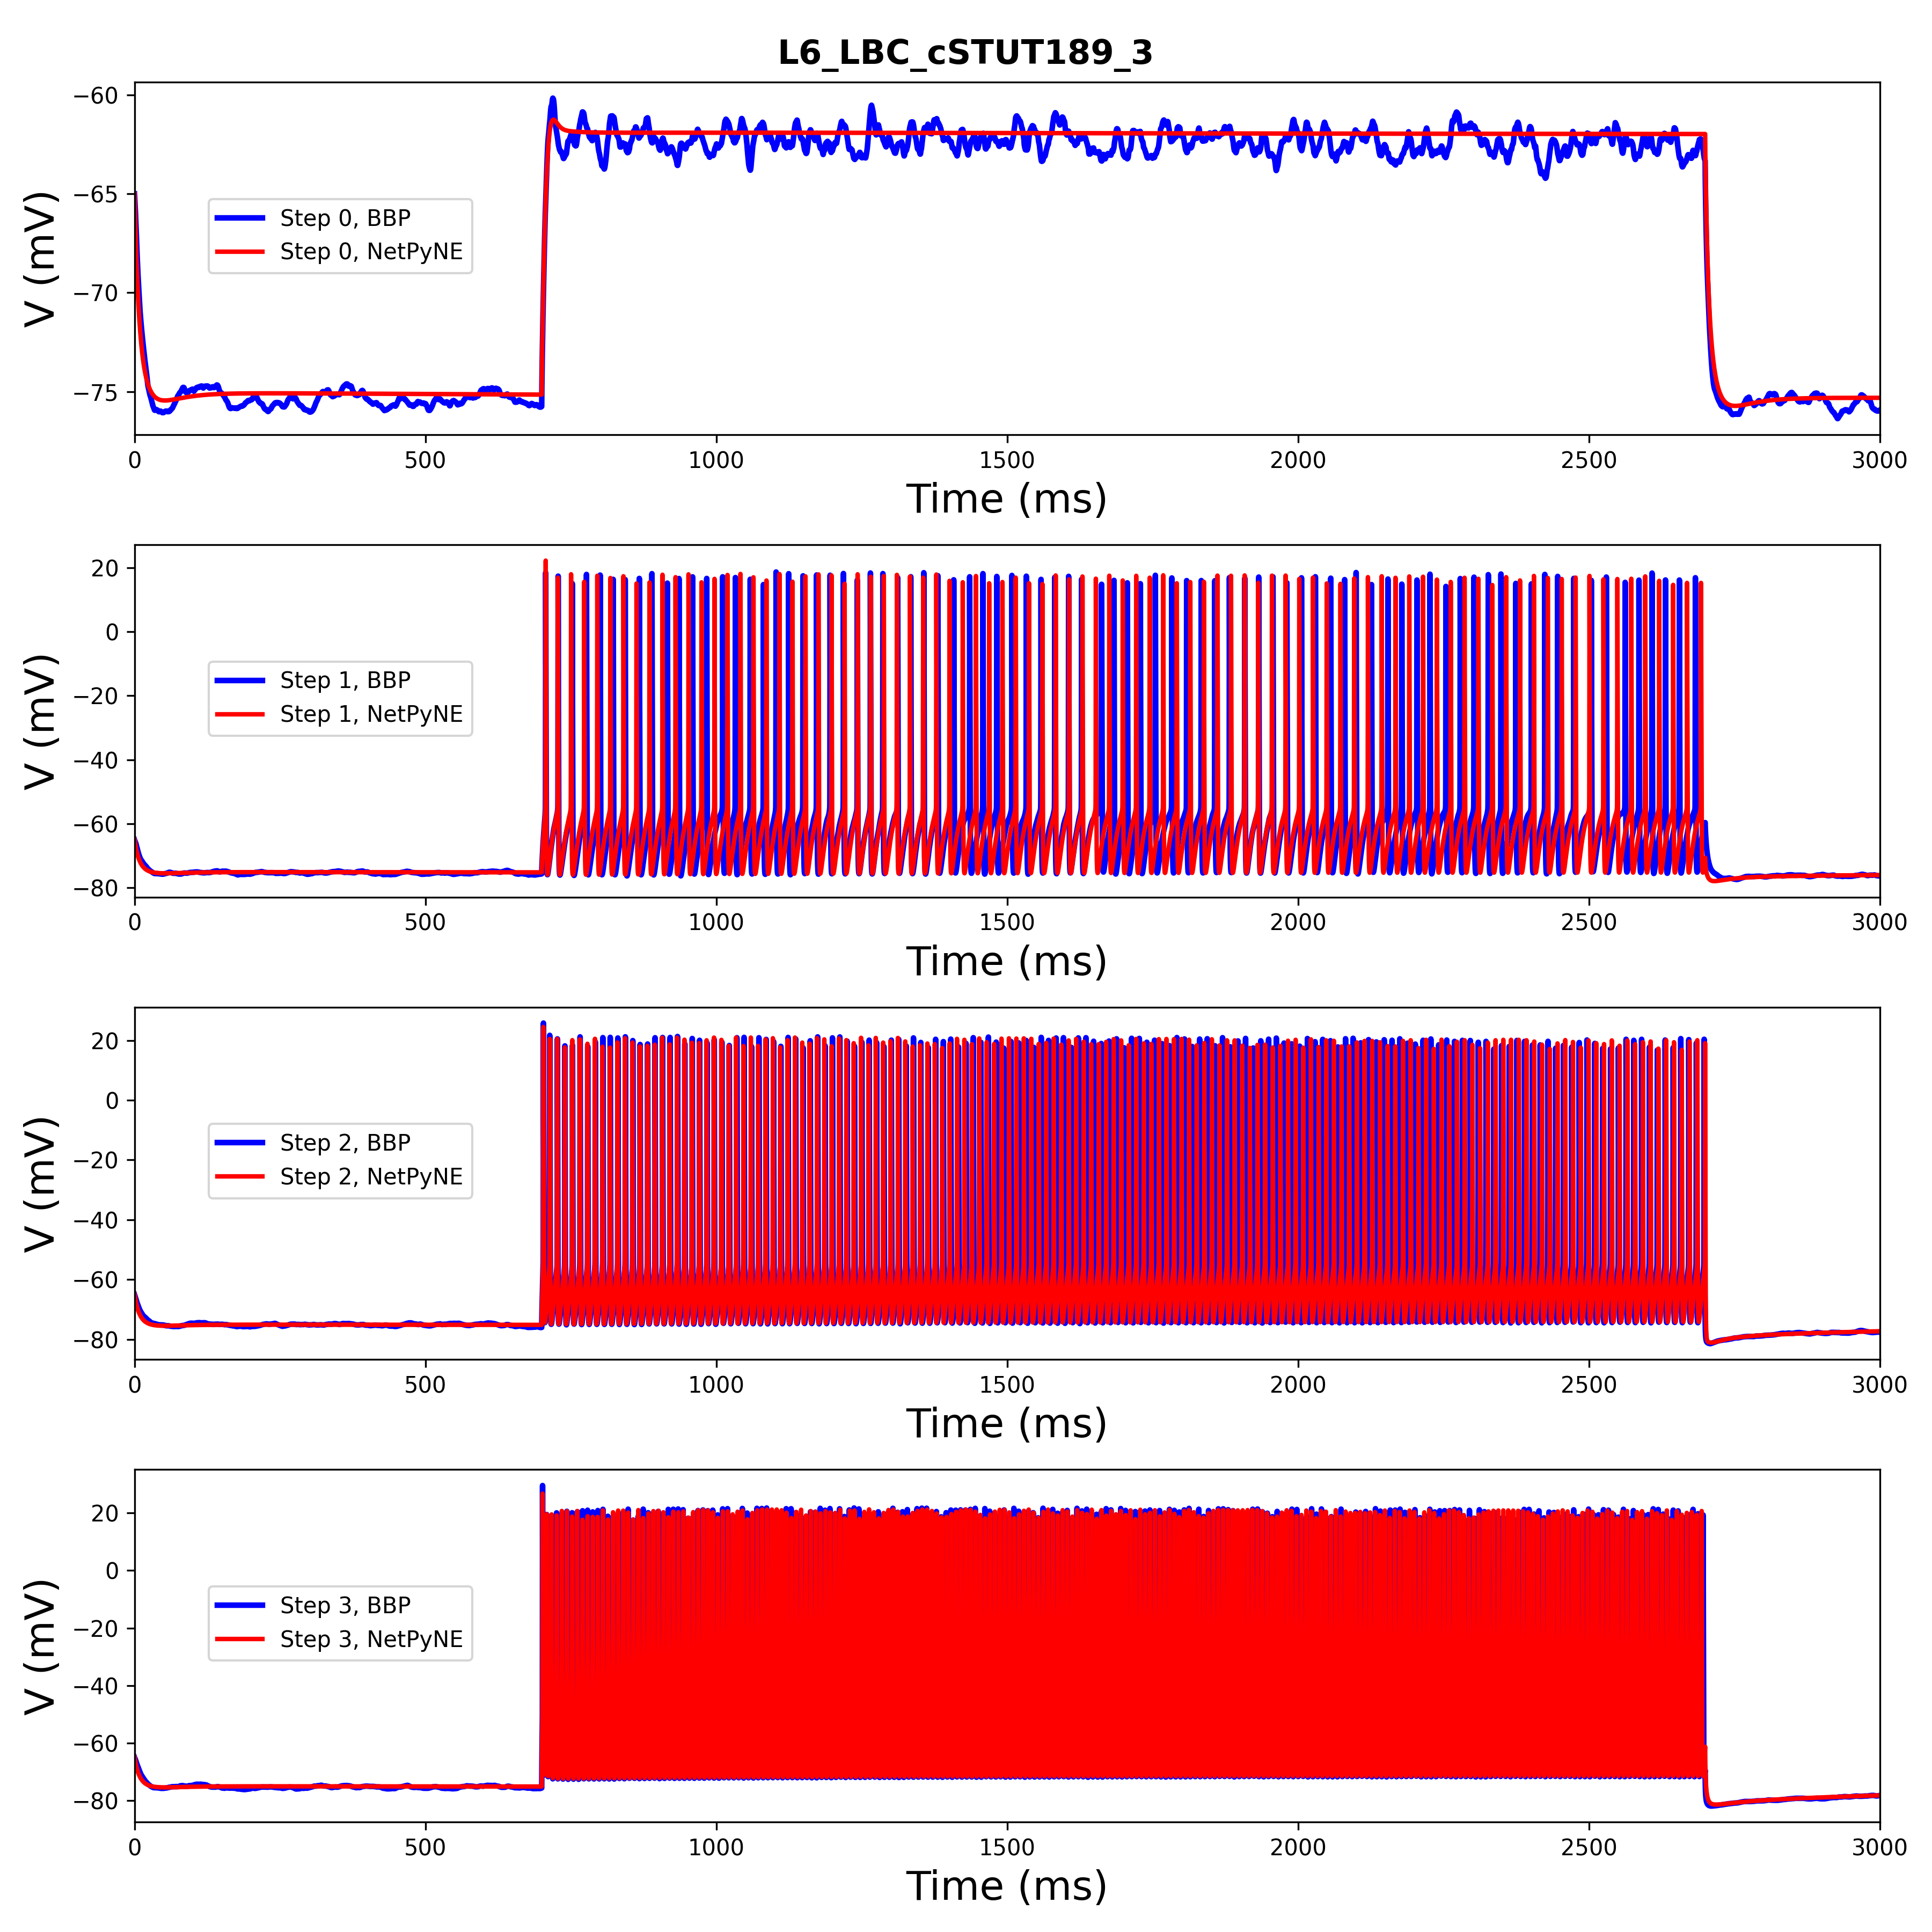 L6_LBC_cSTUT189_3
−60
−65
−70
−75
V (mV)
Step 0, BBP
Step 0, NetPyNE
0 500 1000 1500 2000 2500 3000
Time (ms)
20
0
−20
−40
−60
−80
V (mV)
Step 1, BBP
Step 1, NetPyNE
0 500 1000 1500 2000 2500 3000
Time (ms)
20
0
−20
−40
−60
−80
V (mV)
Step 2, BBP
Step 2, NetPyNE
0 500 1000 1500 2000 2500 3000
Time (ms)
20
0
−20
−40
−60
−80
V (mV)
Step 3, BBP
Step 3, NetPyNE
0 500 1000 1500 2000 2500 3000
Time (ms)